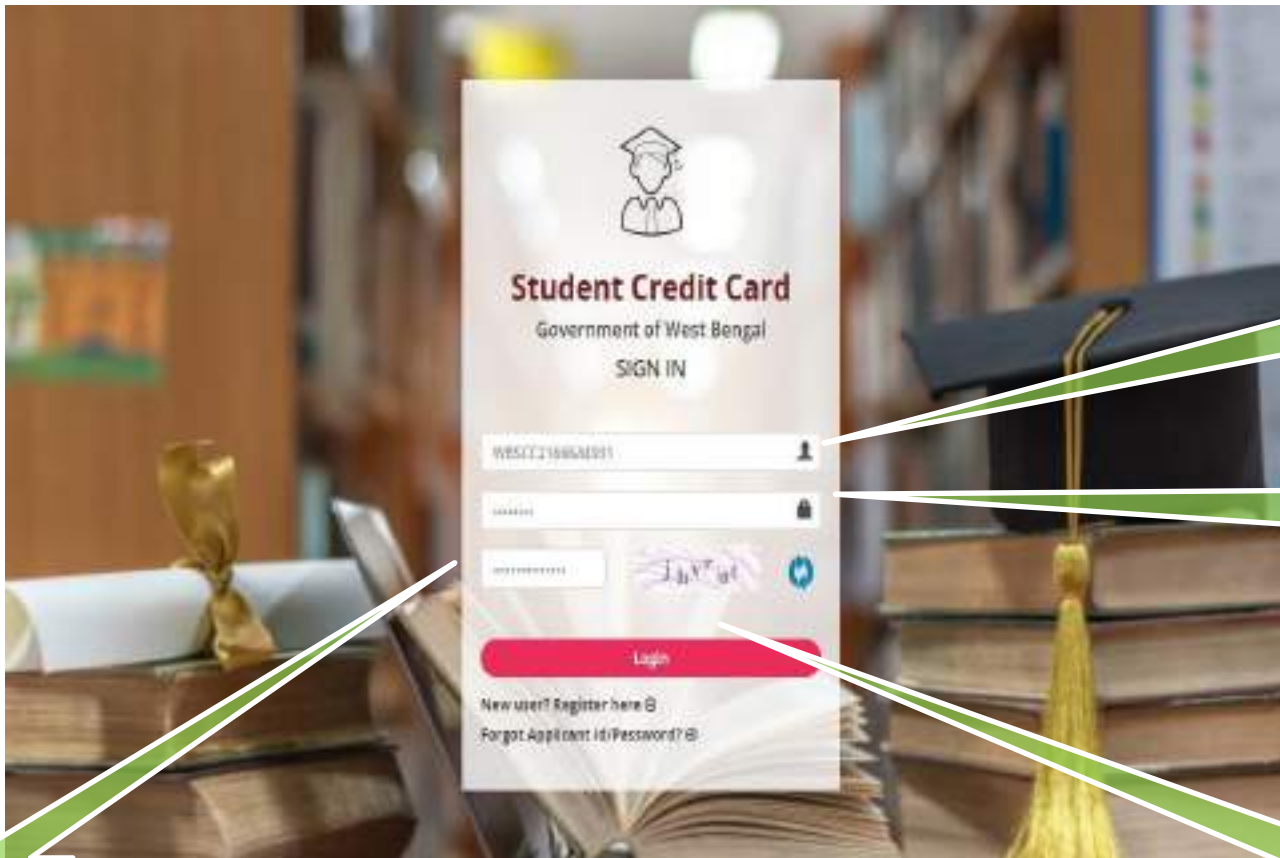 Student Credit Card
Government of West Bengal
SIGN IN
Login
New user? Register here
Forgot Applicant Id/Password?